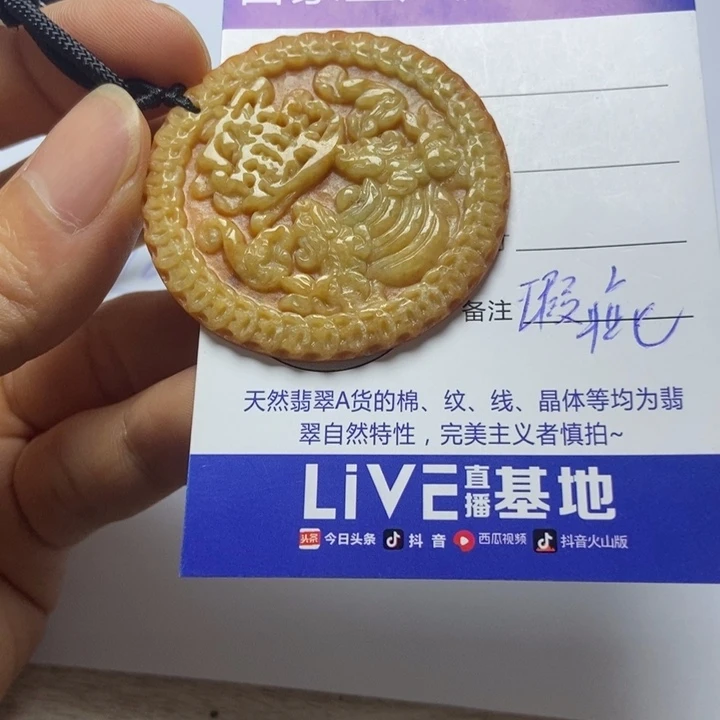 备注 瑕疵
天然翡翠A货的棉、纹、线、晶体等均为翡
翠自然特性，完美主义者慎拍~
LiVE直播基地
头条 今日头条 抖音 西瓜视频 抖音火山版